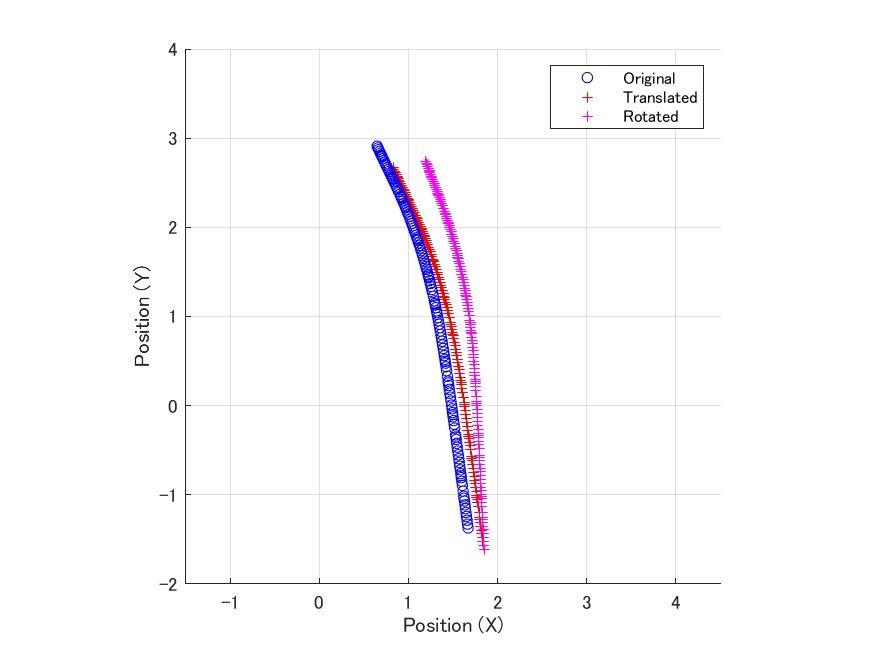 Original
Translated
Rotated
4
3
2
1
0
−1
−2
Position (Y)
−1 0 1 2 3 4
Position (X)